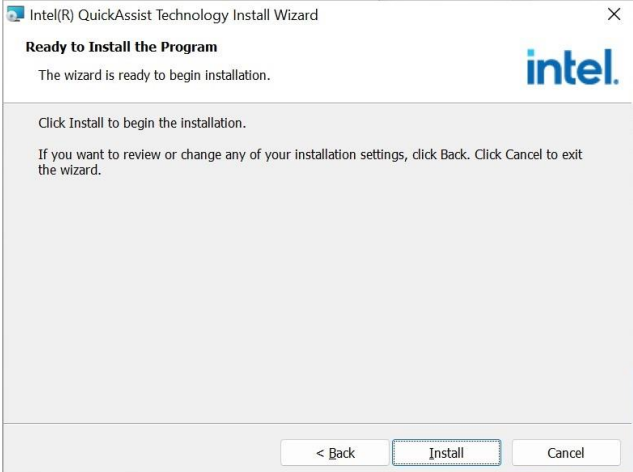 Intel(R) QuickAssist Technology Install Wizard
Ready to Install the Program
The wizard is ready to begin installation.
intel.
Click Install to begin the installation.
If you want to review or change any of your installation settings, click Back. Click Cancel to exit
the wizard.
< Back
Install
Cancel